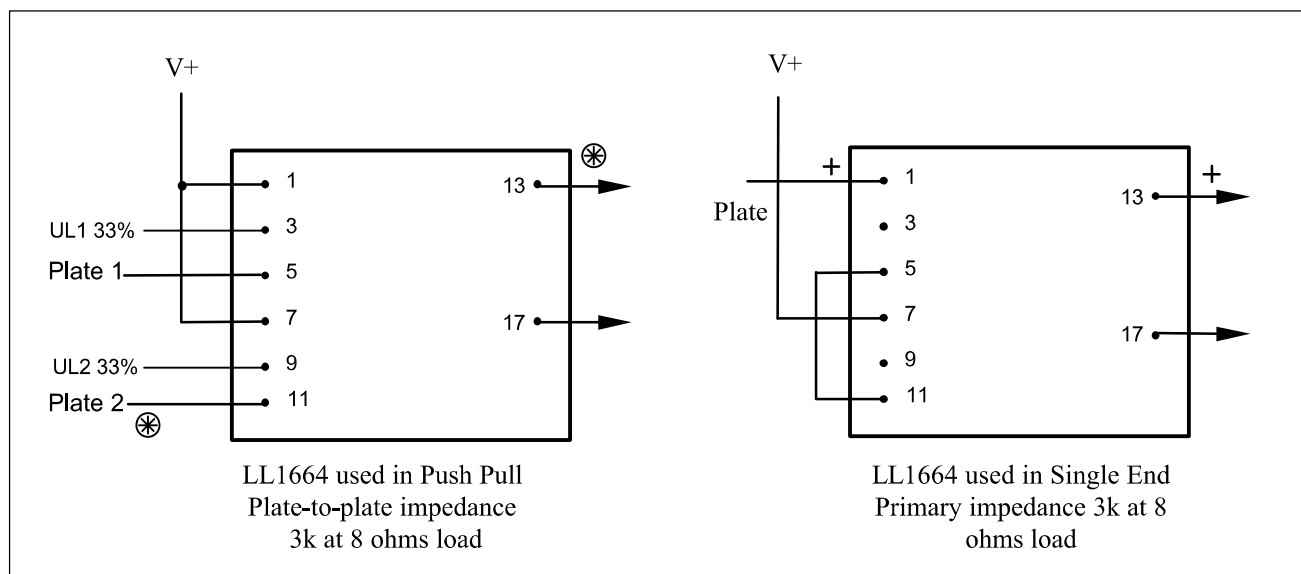 V+
1
13
UL1 33%
3
Plate 1
5
7
17
UL2 33%
9
Plate 2
11
LL1664 used in Push Pull
Plate-to-plate impedance
3k at 8 ohms load
V+
+
1
+
13
Plate
3
5
7
17
9
11
LL1664 used in Single End
Primary impedance 3k at 8
ohms load